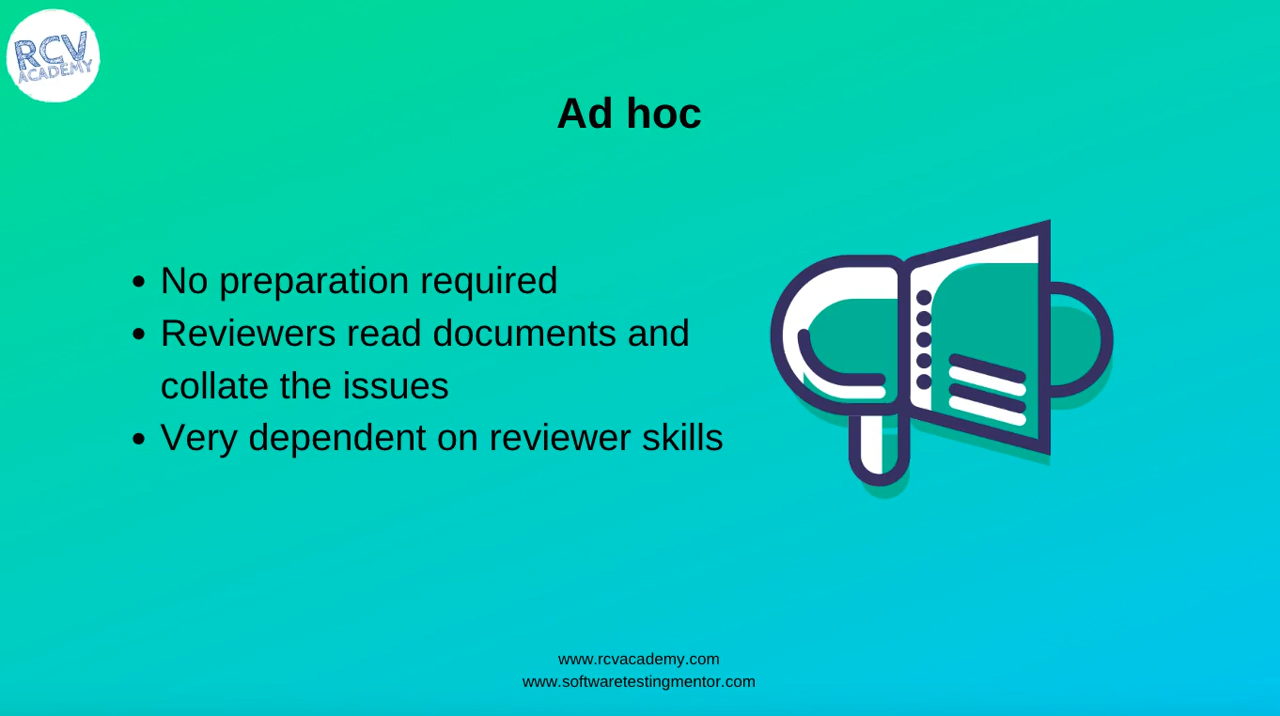 RCV
ACADEMY
Ad hoc
• No preparation required
• Reviewers read documents and
collate the issues
• Very dependent on reviewer skills
www.rcvacademy.com
www.softwaretestingmentor.com